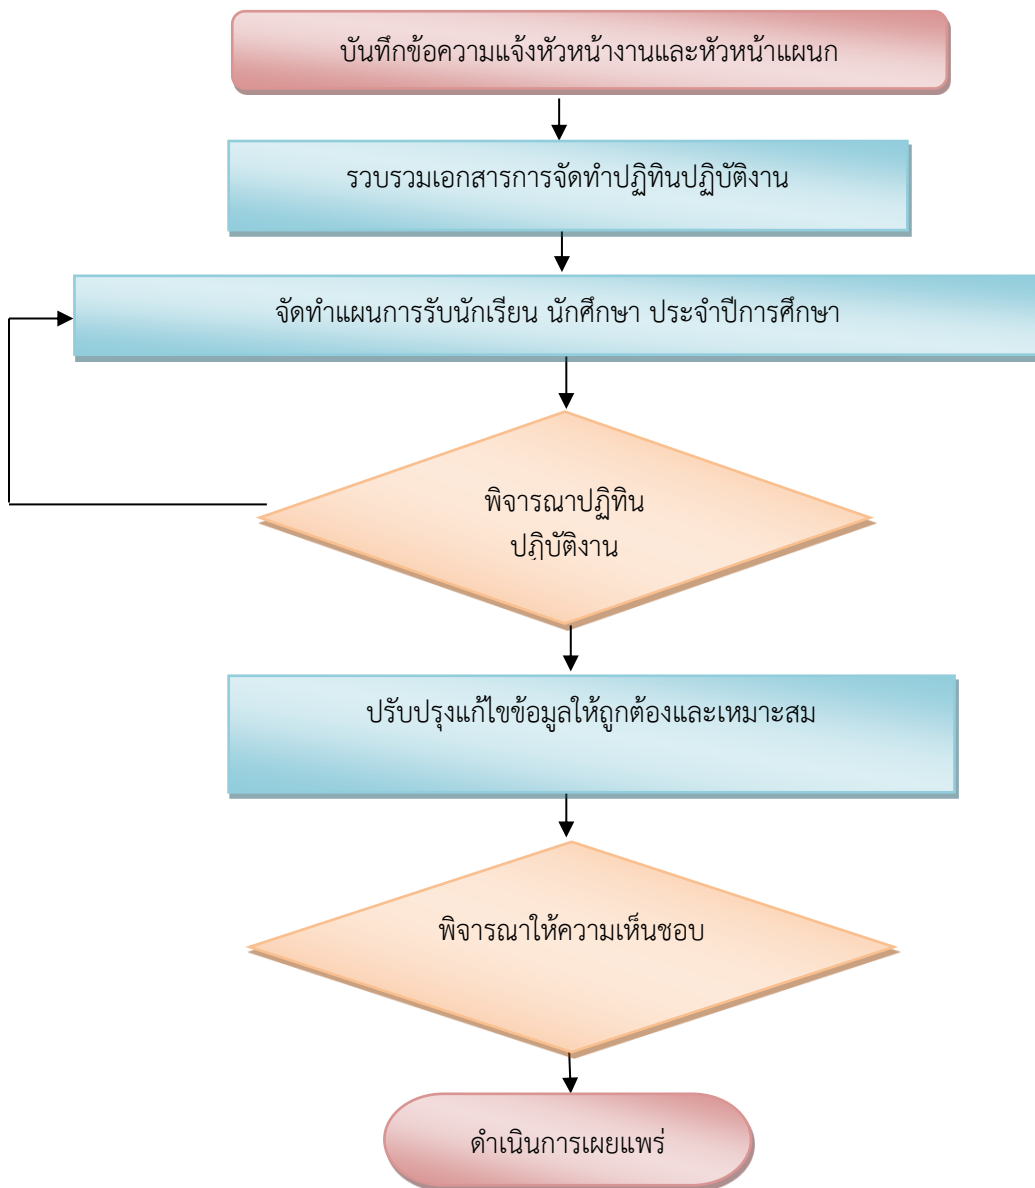 บันทึกข้อความแจ้งหัวหน้างานและหัวหน้าแผนก
รวบรวมเอกสารการจัดทำปฏิทินปฏิบัติงาน
จัดทำแผนการรับนักเรียน นักศึกษา ประจำปีการศึกษา
พิจารณาปฏิทิน
ปฏิบัติงาน
ปรับปรุงแก้ไขข้อมูลให้ถูกต้องและเหมาะสม
พิจารณาให้ความเห็นชอบ
ดำเนินการเผยแพร่